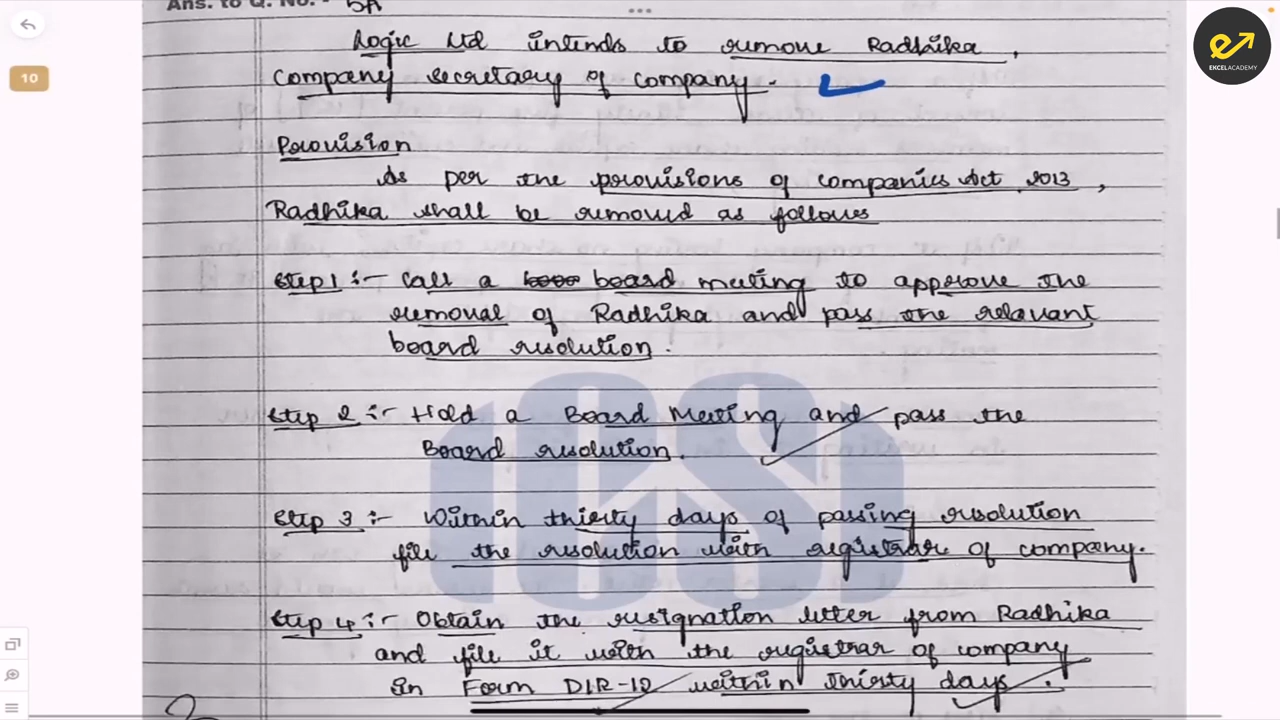 Ans. to Q. No. - 5A
Logic Ltd intends to remove Radhika,
company secretary of company.
10
EKCEL ACADEMY
Provision
As per the provisions of companies Act 2013,
Radhika shall be removed as follows
Step 1 :- Call a board meeting to approve the
removal of Radhika and pass the relavant
board resolution.
Step 2 :- Hold a Board Meeting and pass the
Board resolution.
Step 3 :- Within thirty days of passing resolution
file the resolution with registrar of company.
Step 4 :- Obtain the resignation letter from Radhika
and file it with the registrar of company
in Form DIR-12 within thirty days.
ICSI